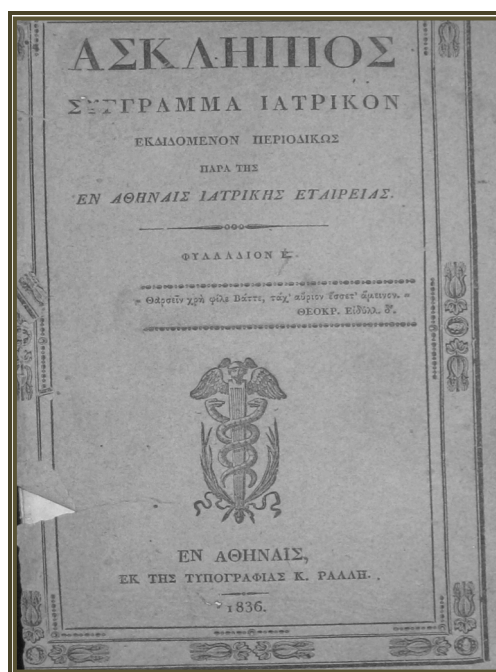 ΑΣΚΛΗΠΙΟΣ
ΣΥΓΓΡΑΜΜΑ ΙΑΤΡΙΚΟΝ
ΕΚΔΙΔΟΜΕΝΟΝ ΠΕΡΙΟΔΙΚΩΣ
ΠΑΡΑ ΤΗΣ
ΕΝ ΑΘΗΝΑΙΣ ΙΑΤΡΙΚΗΣ ΕΤΑΙΡΕΙΑΣ.
ΦΥΛΛΑΔΙΟΝ
» Θαρσεῖν χρὴ φίλε Βάττε, τάχ' αὔριον ἔσσετ' ἄμεινον. »
ΘΕΟΚΡ. Εἰδύλλ. δ'.
ΕΝ ΑΘΗΝΑΙΣ,
ΕΚ ΤΗΣ ΤΥΠΟΓΡΑΦΙΑΣ Κ. ΡΑΛΛΗ.
1836.